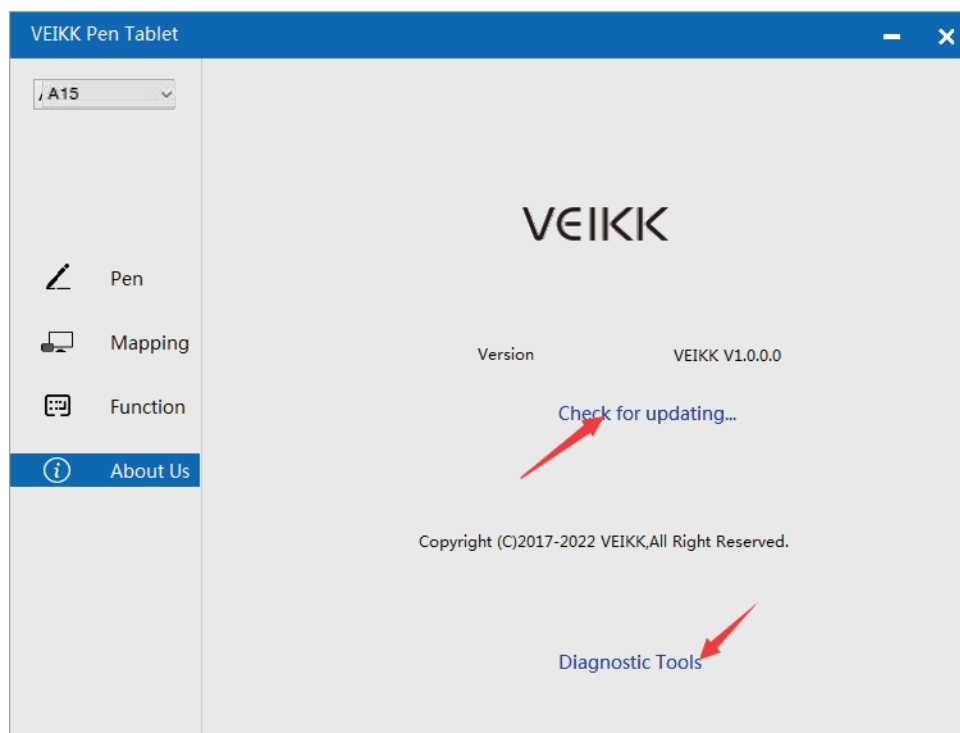 VEIKK Pen Tablet
A15
Pen
Mapping
Function
About Us
VEIKK
Version VEIKK V1.0.0.0
Check for updating...
Copyright (C)2017-2022 VEIKK,All Right Reserved.
Diagnostic Tools